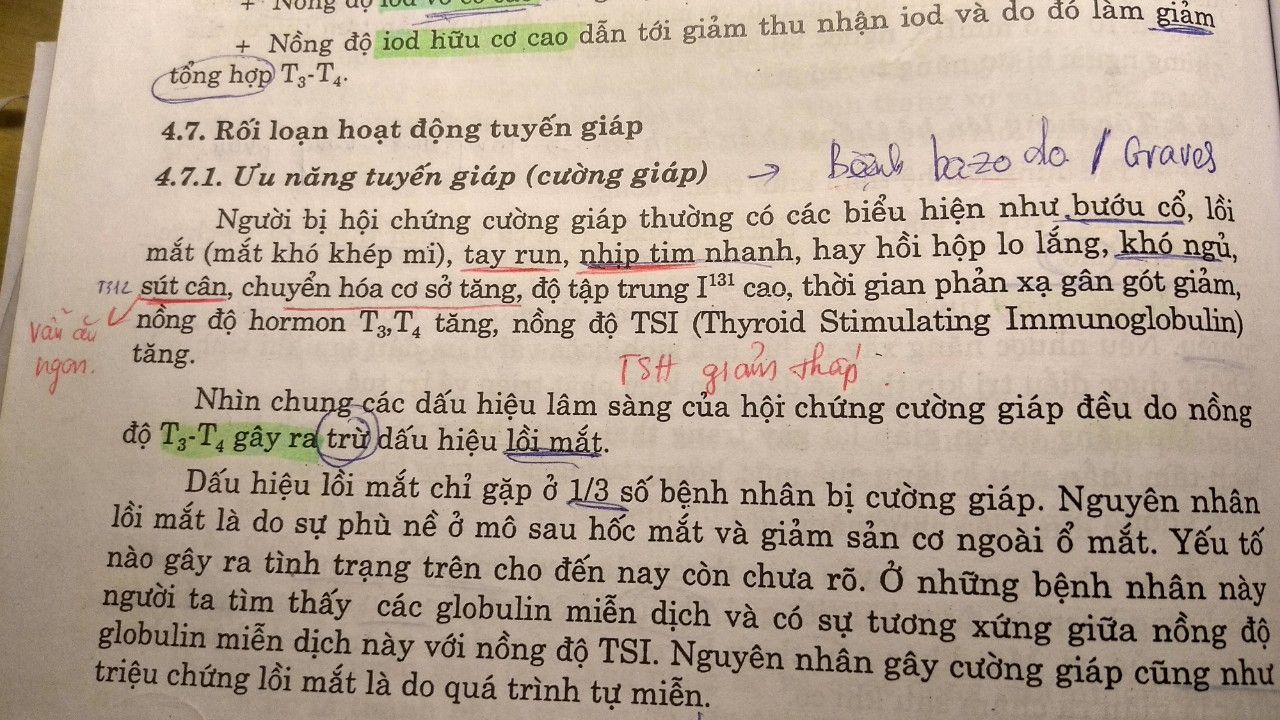 + Nồng độ iod vô cơ cao
+ Nồng độ iod hữu cơ cao dẫn tới giảm thu nhận iod và do đó làm giảm
tổng hợp T₃-T₄.
4.7. Rối loạn hoạt động tuyến giáp
4.7.1. Ưu năng tuyến giáp (cường giáp) → Bệnh bazodo / Graves
Người bị hội chứng cường giáp thường có các biểu hiện như bướu cổ, lồi
mắt (mắt khó khép mi), tay run, nhịp tim nhanh, hay hồi hộp lo lắng, khó ngủ,
sút cân, chuyển hóa cơ sở tăng, độ tập trung I¹³¹ cao, thời gian phản xạ gân gót giảm,
vẫn ăn
nồng độ hormon T₃,T₄ tăng, nồng độ TSI (Thyroid Stimulating Immunoglobulin)
ngon.
tăng.
TSH giảm thấp.
Nhìn chung các dấu hiệu lâm sàng của hội chứng cường giáp đều do nồng
độ T₃-T₄ gây ra trừ dấu hiệu lồi mắt.
Dấu hiệu lồi mắt chỉ gặp ở 1/3 số bệnh nhân bị cường giáp. Nguyên nhân
lồi mắt là do sự phù nề ở mô sau hốc mắt và giảm sản cơ ngoài ổ mắt. Yếu tố
nào gây ra tình trạng trên cho đến nay còn chưa rõ. Ở những bệnh nhân này
người ta tìm thấy các globulin miễn dịch và có sự tương xứng giữa nồng độ
globulin miễn dịch này với nồng độ TSI. Nguyên nhân gây cường giáp cũng như
triệu chứng lồi mắt là do quá trình tự miễn.